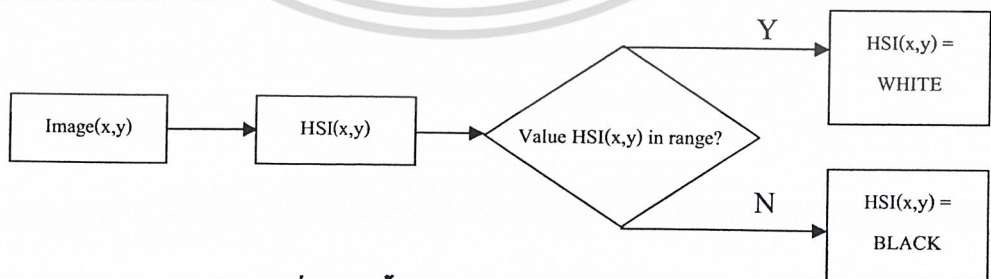 Image(x,y)
HSI(x,y)
Value HSI(x,y) in range?
Y
HSI(x,y) =
WHITE
N
HSI(x,y) =
BLACK